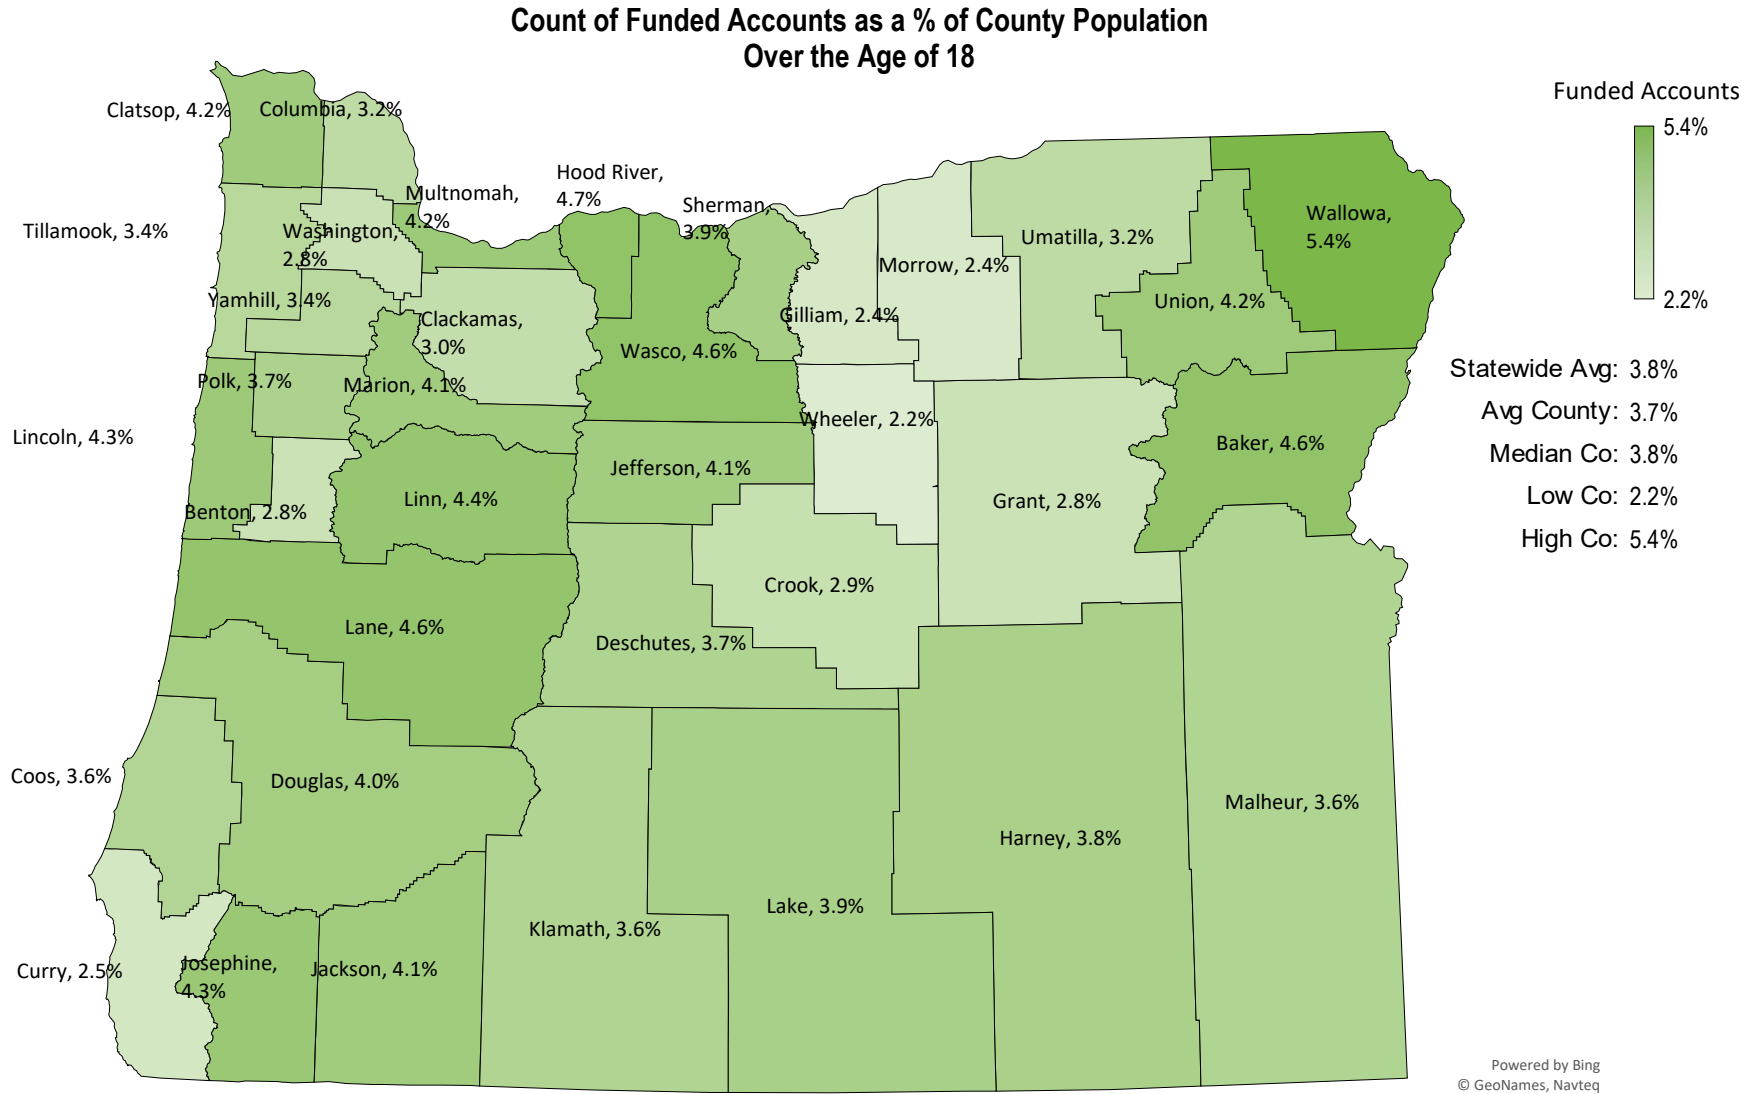 Count of Funded Accounts as a % of County Population
Over the Age of 18
Funded Accounts
5.4%
2.2%
Statewide Avg: 3.8%
Avg County: 3.7%
Median Co: 3.8%
Low Co: 2.2%
High Co: 5.4%
Clatsop, 4.2%
Columbia, 3.2%
Multnomah,
4.2%
Hood River,
4.7%
Sherman,
3.9%
Wallowa,
5.4%
Tillamook, 3.4%
Washington,
2.8%
Umatilla, 3.2%
Morrow, 2.4%
Yamhill, 3.4%
Union, 4.2%
Gilliam, 2.4%
Clackamas,
3.0%
Wasco, 4.6%
Polk, 3.7%
Marion, 4.1%
Wheeler, 2.2%
Lincoln, 4.3%
Baker, 4.6%
Jefferson, 4.1%
Linn, 4.4%
Grant, 2.8%
Benton, 2.8%
Crook, 2.9%
Lane, 4.6%
Deschutes, 3.7%
Coos, 3.6%
Douglas, 4.0%
Malheur, 3.6%
Harney, 3.8%
Lake, 3.9%
Klamath, 3.6%
Curry, 2.5%
Josephine,
4.3%
Jackson, 4.1%
Powered by Bing
© GeoNames, Navteq